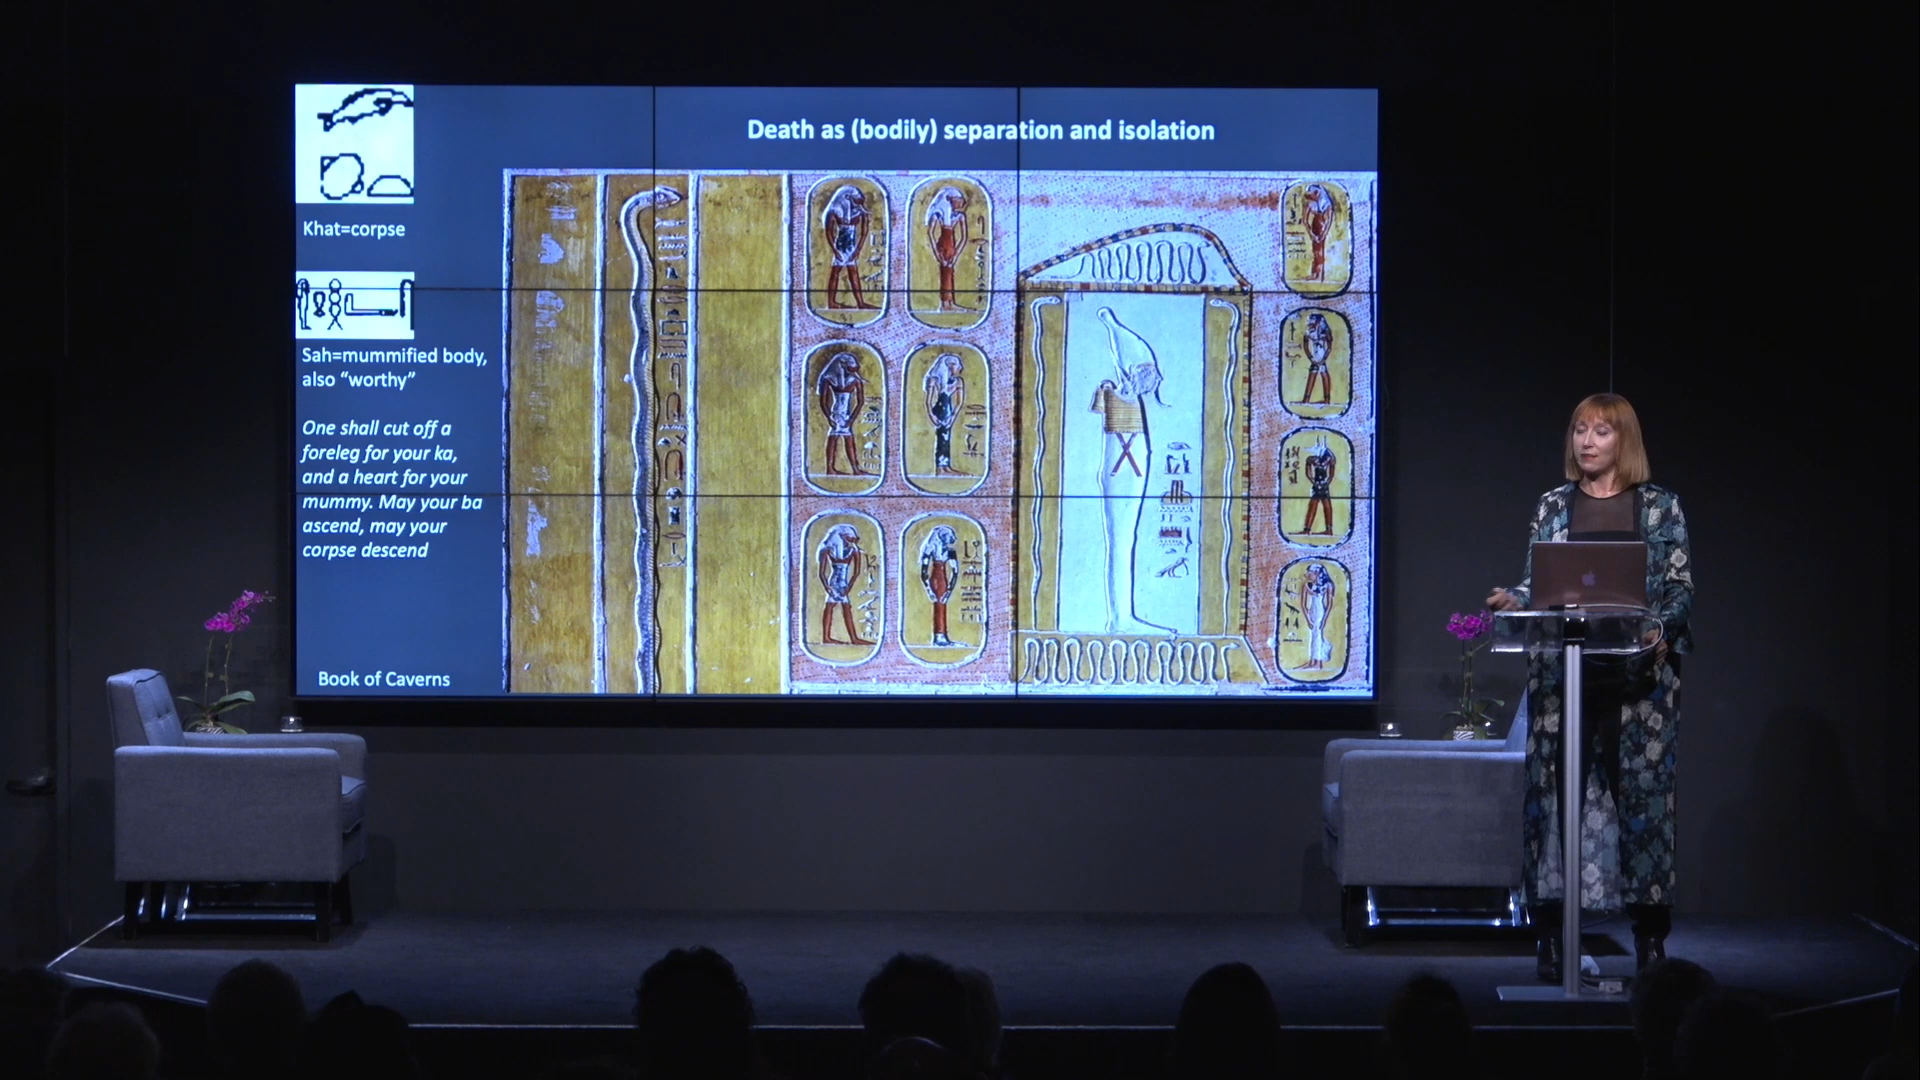 Death as (bodily) separation and isolation
Khat=corpse
Sah=mummified body,
also “worthy”
One shall cut off a
foreleg for your ka,
and a heart for your
mummy. May your ba
ascend, may your
corpse descend
Book of Caverns